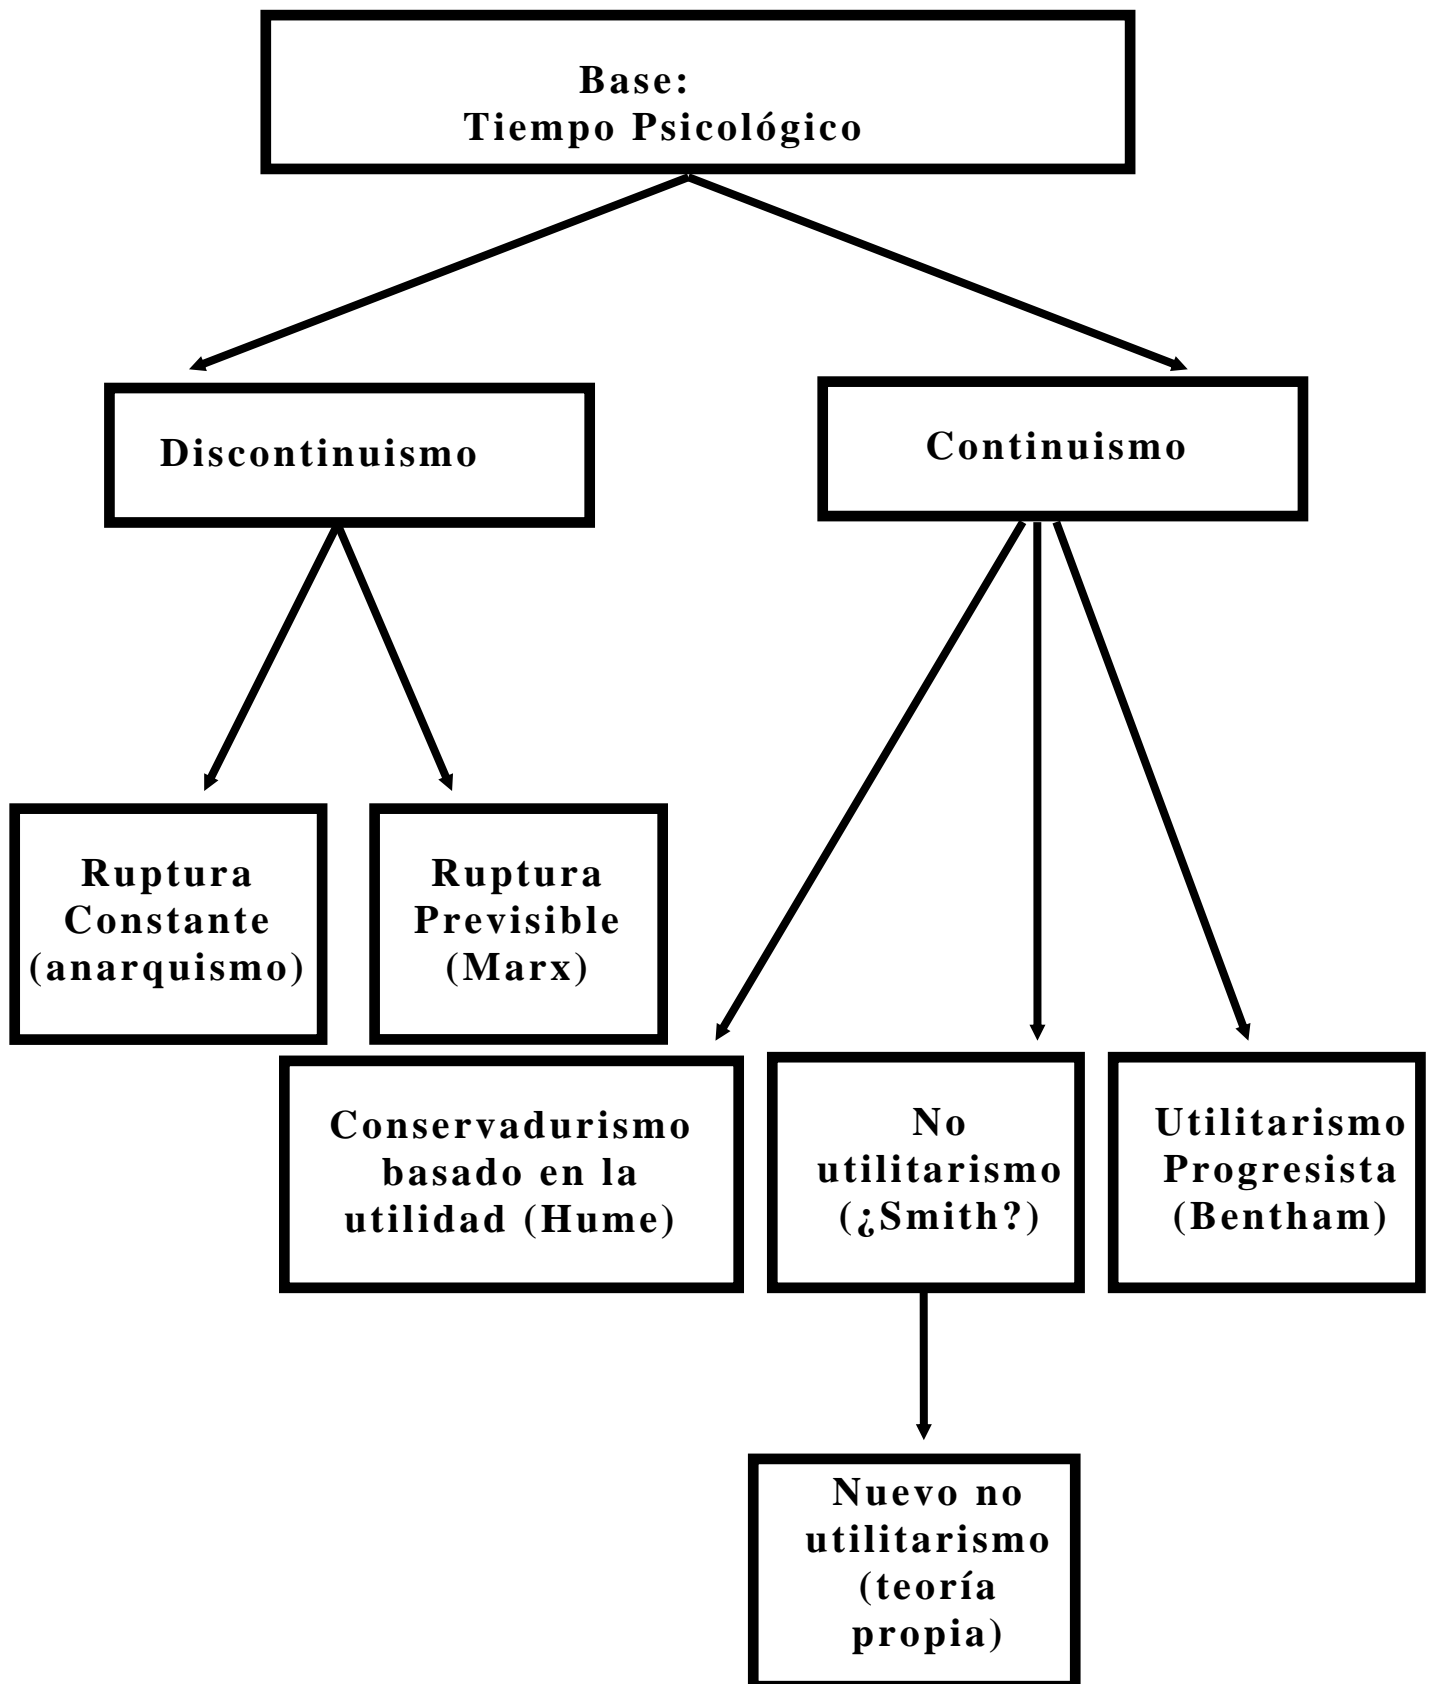 Base:
Tiempo Psicológico
Discontinuismo
Continuismo
Ruptura
Constante
(anarquismo)
Ruptura
Previsible
(Marx)
Conservadurismo
basado en la
utilidad (Hume)
No
utilitarismo
(¿Smith?)
Utilitarismo
Progresista
(Bentham)
Nuevo no
utilitarismo
(teoría
propia)